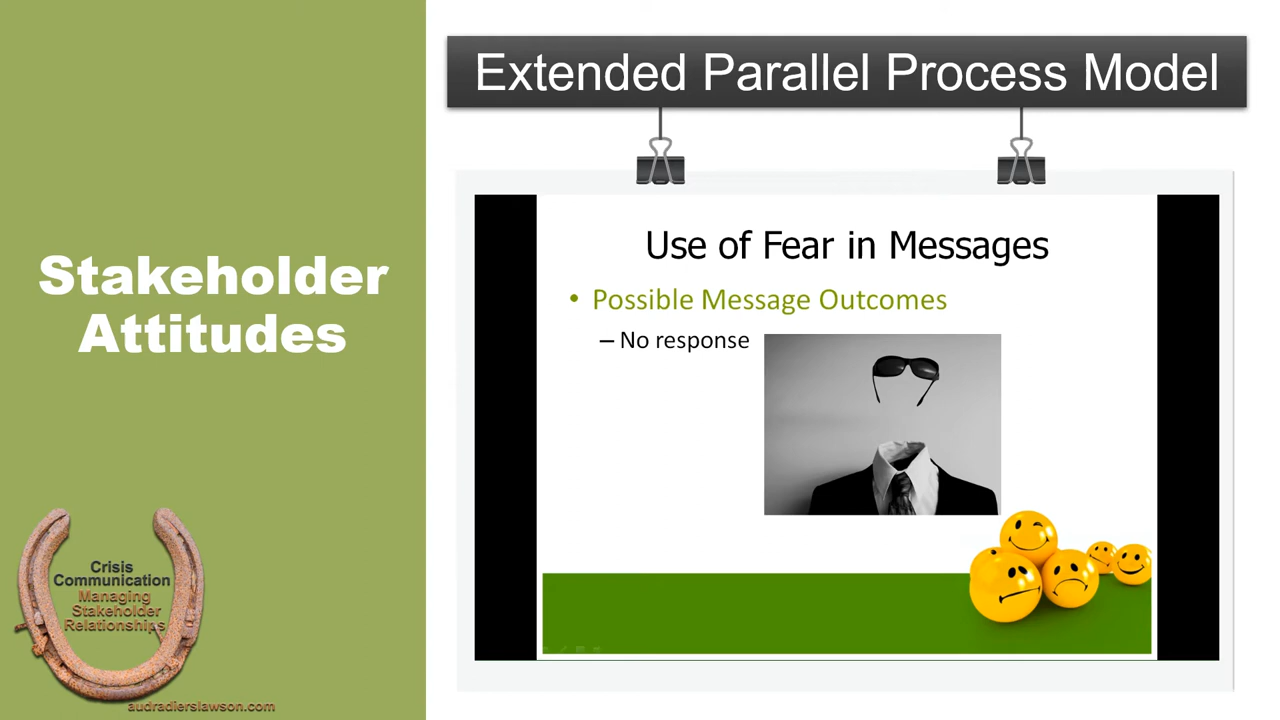 Extended Parallel Process Model
Stakeholder
Attitudes
Use of Fear in Messages
• Possible Message Outcomes
– No response
Crisis
Communication
Managing
Stakeholder
Relationships
audradierslawson.com